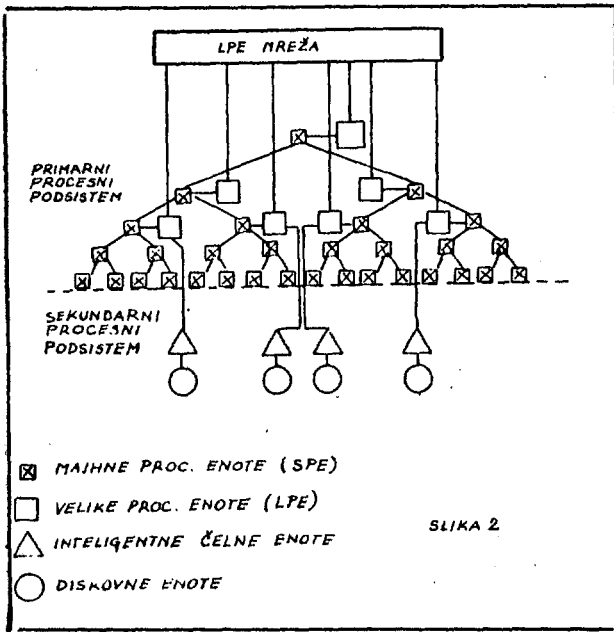 LPE MREŽA
PRIMARNI
PROCESNI
PODSISTEM
SEKUNDARNI
PROCESNI
PODSISTEM
MAJHNE PROC. ENOTE (SPE)
VELIKE PROC. ENOTE (LPE)
SLIKA 2
INTELIGENTNE ČELNE ENOTE
DISKOVNE ENOTE